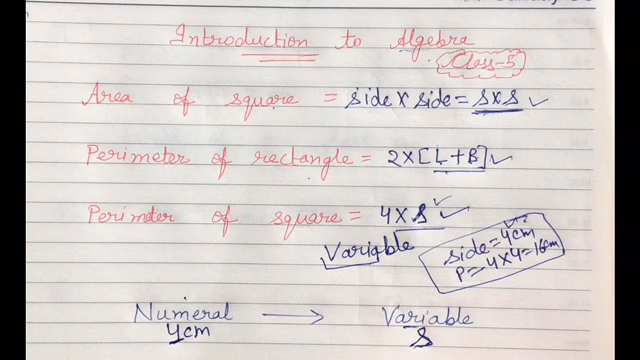 Introduction to Algebra
Class-5
Area of square = side × side = s×s ✓
Perimeter of rectangle = 2×[L+B] ✓
Perimter of square = 4×s ✓
Variable
side = 4cm
P = 4×4 = 16cm
Numeral → Variable
4cm s